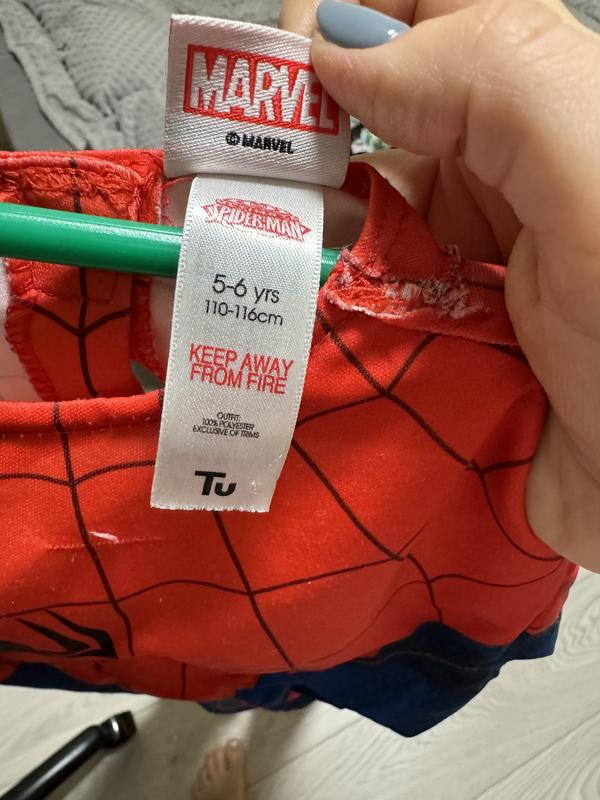 MARVEL
© MARVEL
SPIDER-MAN
5-6 yrs
110-116cm
KEEP AWAY
FROM FIRE
OUTFIT:
100% POLYESTER
EXCLUSIVE OF TRIMS
Tu